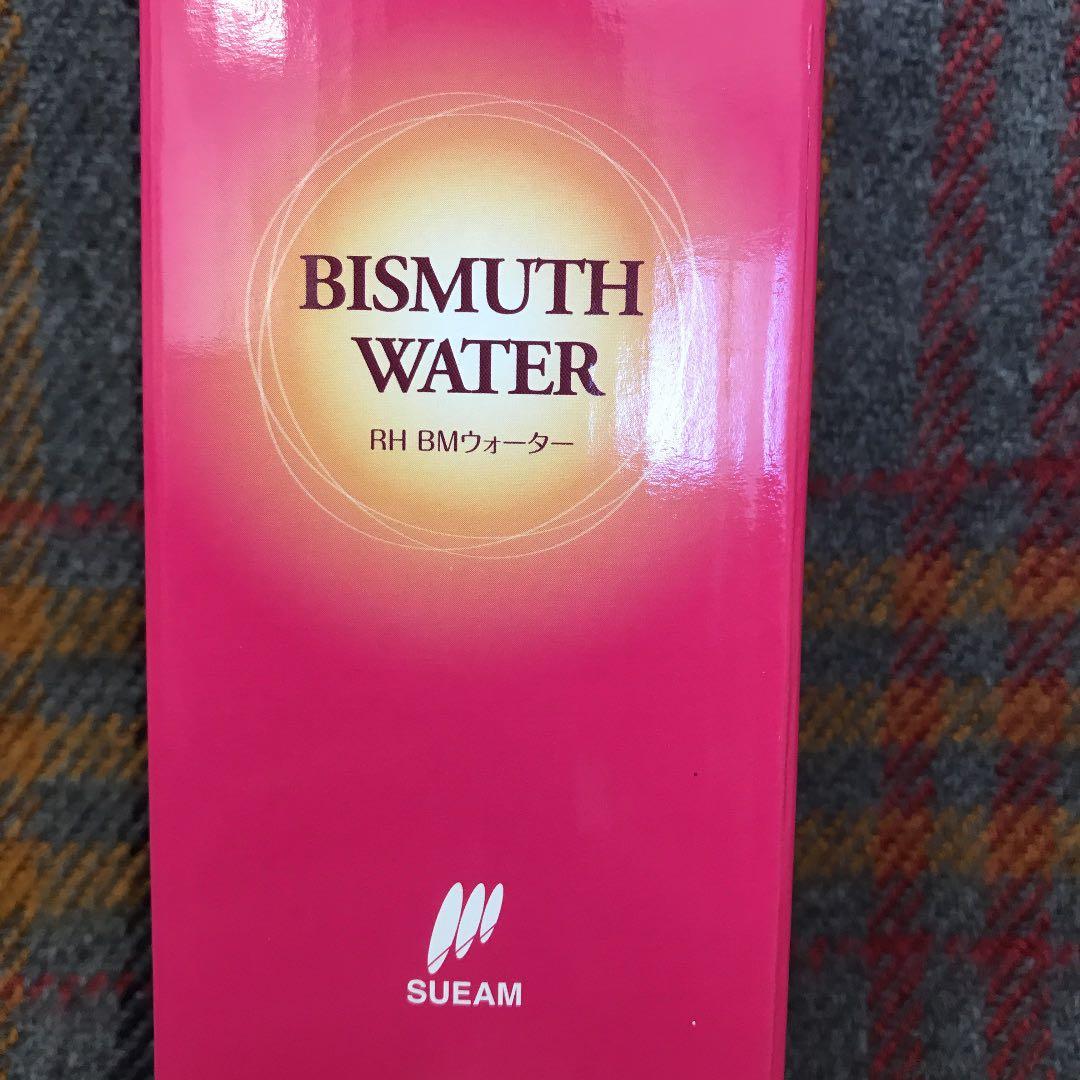 BISMUTH
WATER
RH BMウォーター
SUEAM